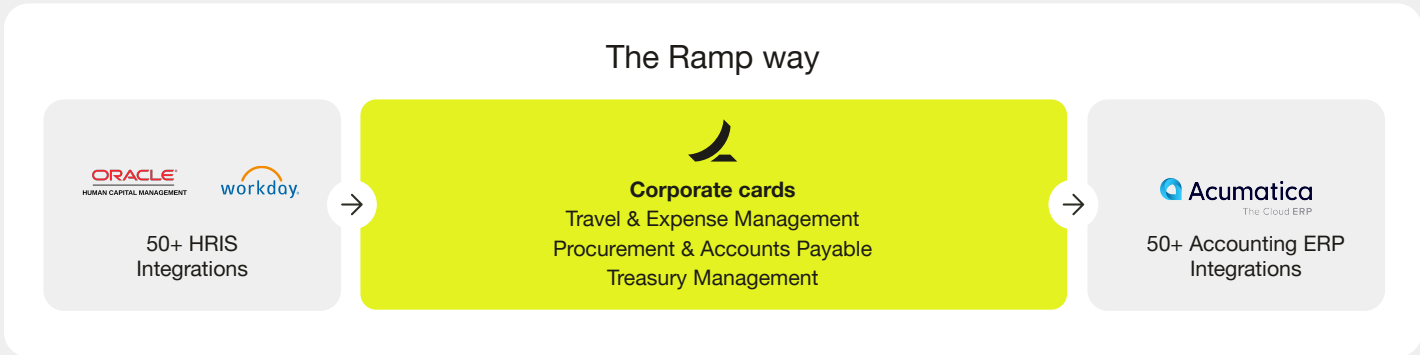 The Ramp way
ORACLE
HUMAN CAPITAL MANAGEMENT
workday.
50+ HRIS
Integrations
Corporate cards
Travel & Expense Management
Procurement & Accounts Payable
Treasury Management
Acumatica
The Cloud ERP
50+ Accounting ERP
Integrations